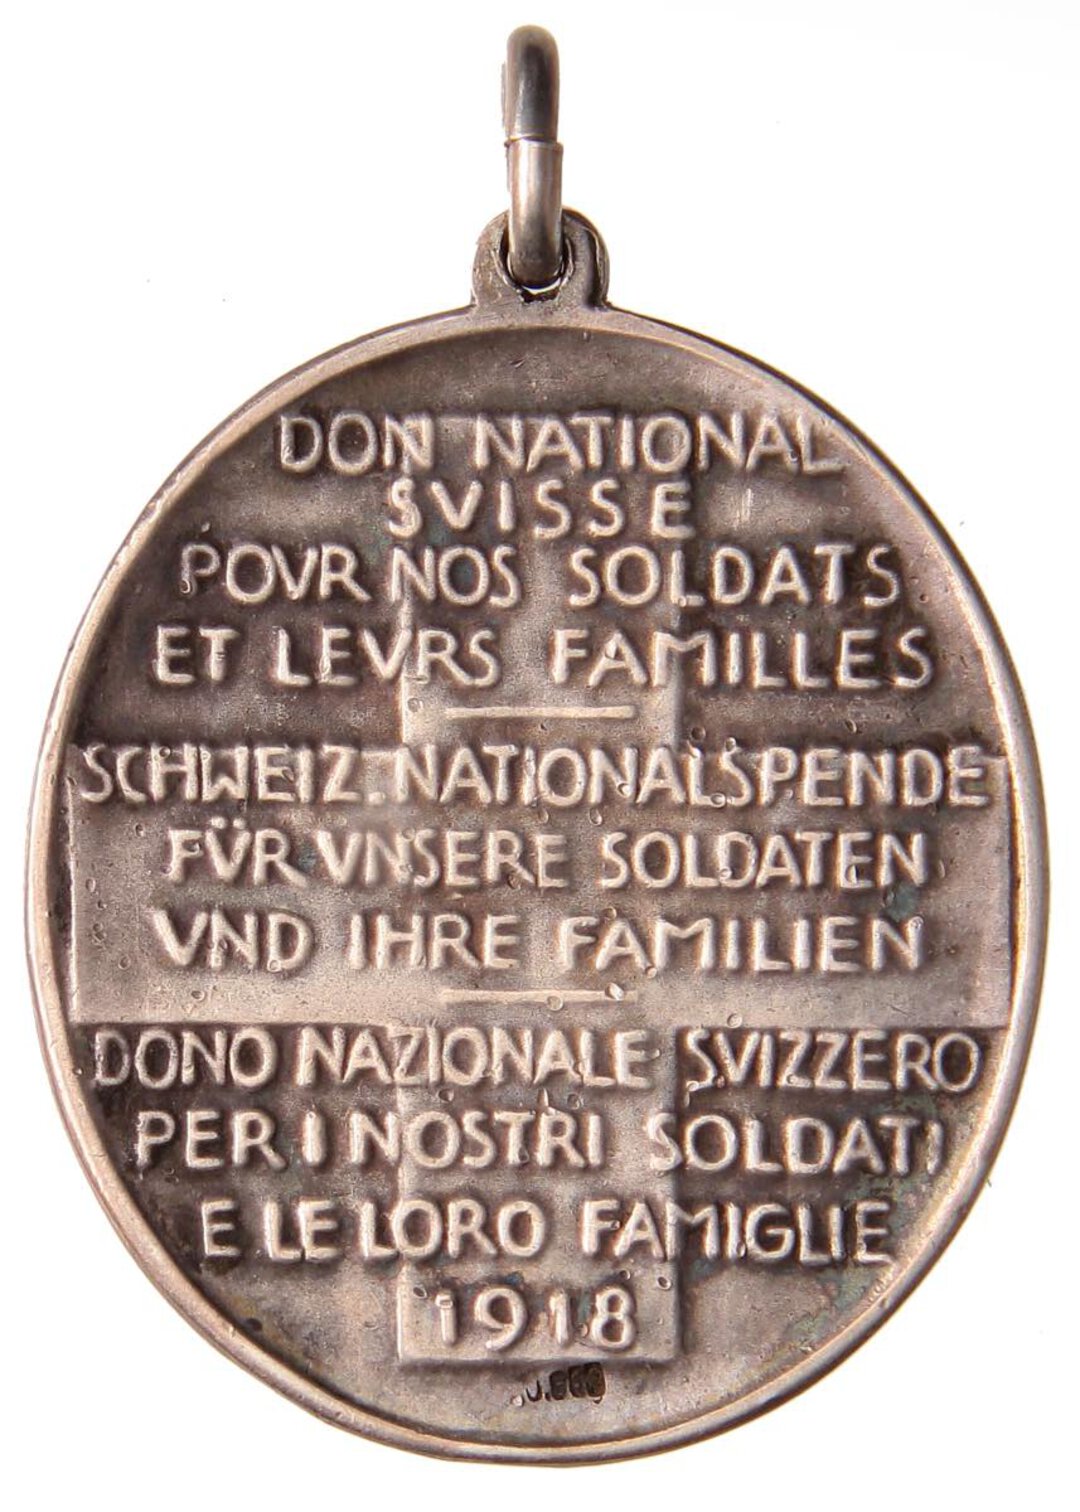 DON NATIONAL
SVISSE
POVR NOS SOLDATS
ET LEVRS FAMILLES
SCHWEIZ. NATIONALSPENDE
FÜR VNSERE SOLDATEN
VND IHRE FAMILIEN
DONO NAZIONALE SVIZZERO
PER I NOSTRI SOLDATI
E LE LORO FAMIGLIE
1918